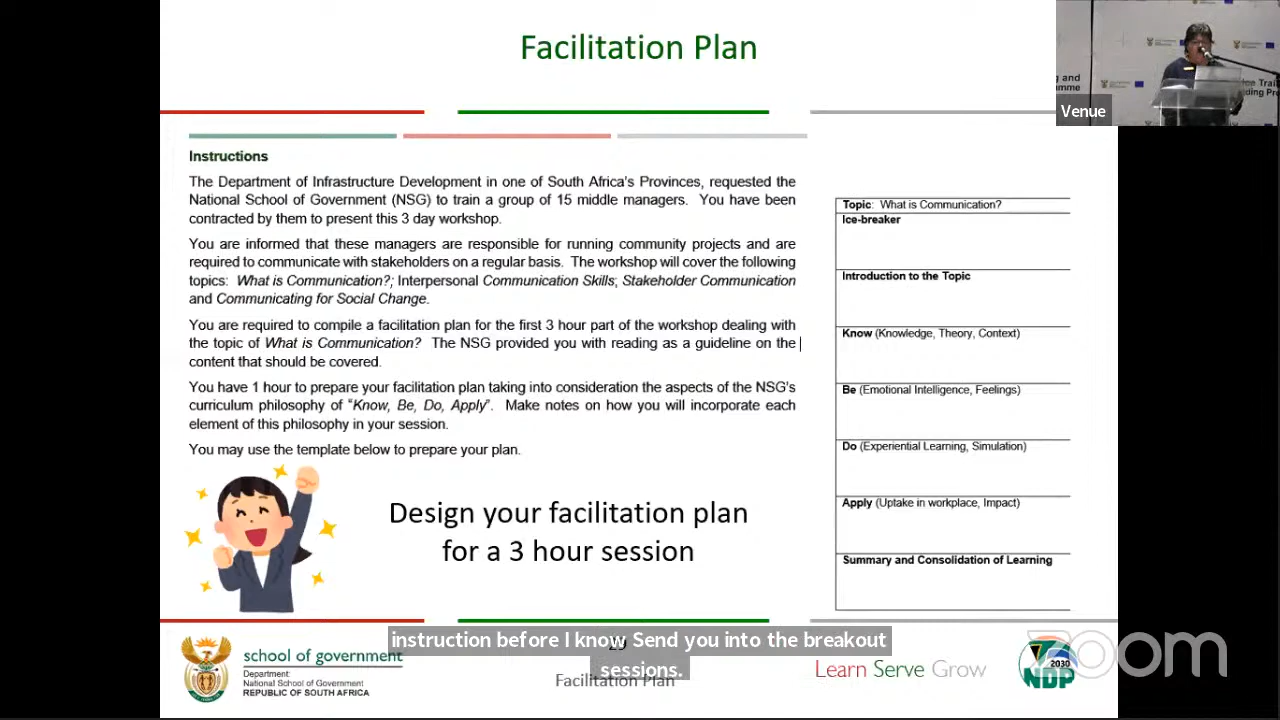 Facilitation Plan
Venue
Instructions
The Department of Infrastructure Development in one of South Africa's Provinces, requested the
National School of Government (NSG) to train a group of 15 middle managers. You have been
contracted by them to present this 3 day workshop.
You are informed that these managers are responsible for running community projects and are
required to communicate with stakeholders on a regular basis. The workshop will cover the following
topics: What is Communication?; Interpersonal Communication Skills; Stakeholder Communication
and Communicating for Social Change.
You are required to compile a facilitation plan for the first 3 hour part of the workshop dealing with
the topic of What is Communication? The NSG provided you with reading as a guideline on the
content that should be covered.
You have 1 hour to prepare your facilitation plan taking into consideration the aspects of the NSG's
curriculum philosophy of "Know, Be, Do, Apply". Make notes on how you will incorporate each
element of this philosophy in your session.
You may use the template below to prepare your plan.
Design your facilitation plan
for a 3 hour session
Topic: What is Communication?
Ice-breaker
Introduction to the Topic
Know (Knowledge, Theory, Context)
Be (Emotional Intelligence, Feelings)
Do (Experiential Learning, Simulation)
Apply (Uptake in workplace, Impact)
Summary and Consolidation of Learning
instruction before I know Send you into the breakout
sessions.
Facilitation Plan
school of government
Department:
National School of Government
REPUBLIC OF SOUTH AFRICA
Learn Serve Grow
2030
NDP
zoom